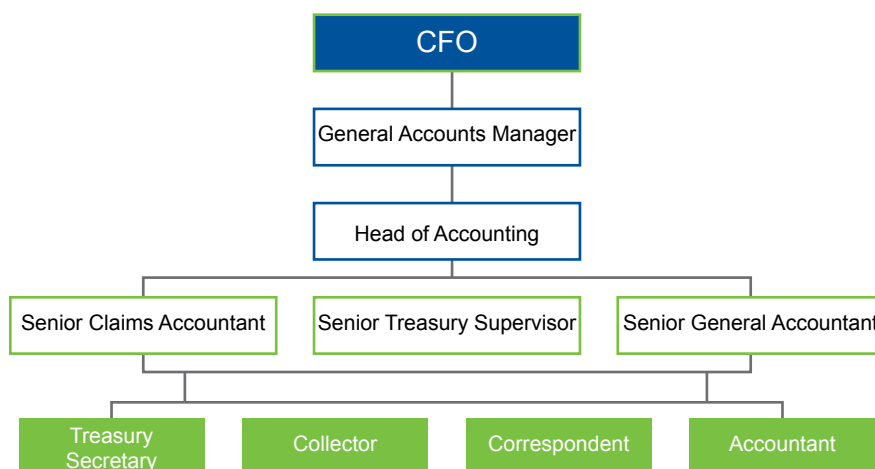 CFO
General Accounts Manager
Head of Accounting
Senior Claims Accountant
Senior Treasury Supervisor
Senior General Accountant
Treasury
Secretary
Collector
Correspondent
Accountant